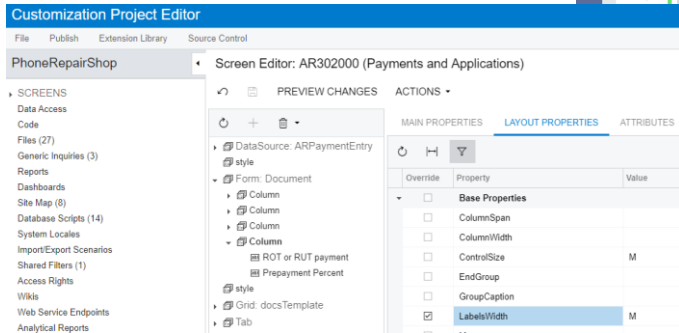 Customization Project Editor
File Publish Extension Library Source Control
PhoneRepairShop
Screen Editor: AR302000 (Payments and Applications)
SCREENS
Data Access
Code
Files (27)
Generic Inquiries (3)
Reports
Dashboards
Site Map (8)
Database Scripts (14)
System Locales
Import/Export Scenarios
Shared Filters (1)
Access Rights
Wikis
Web Service Endpoints
Analytical Reports
PREVIEW CHANGES ACTIONS
DataSource: ARPaymentEntry
style
Form: Document
Column
Column
Column
Column
ROT or RUT payment
Prepayment Percent
style
Grid: docsTemplate
Tab
MAIN PROPERTIES LAYOUT PROPERTIES ATTRIBUTES
Override Property Value
Base Properties
ColumnSpan
ColumnWidth
ControlSize M
EndGroup
GroupCaption
LabelsWidth M